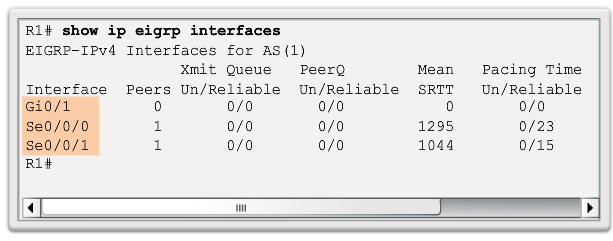 R1# show ip eigrp interfaces
EIGRP-IPv4 Interfaces for AS(1)
Xmit Queue PeerQ Mean Pacing Time
Interface Peers Un/Reliable Un/Reliable SRTT Un/Reliable
Gi0/1 0 0/0 0/0 0 0/0
Se0/0/0 1 0/0 0/0 1295 0/23
Se0/0/1 1 0/0 0/0 1044 0/15
R1#